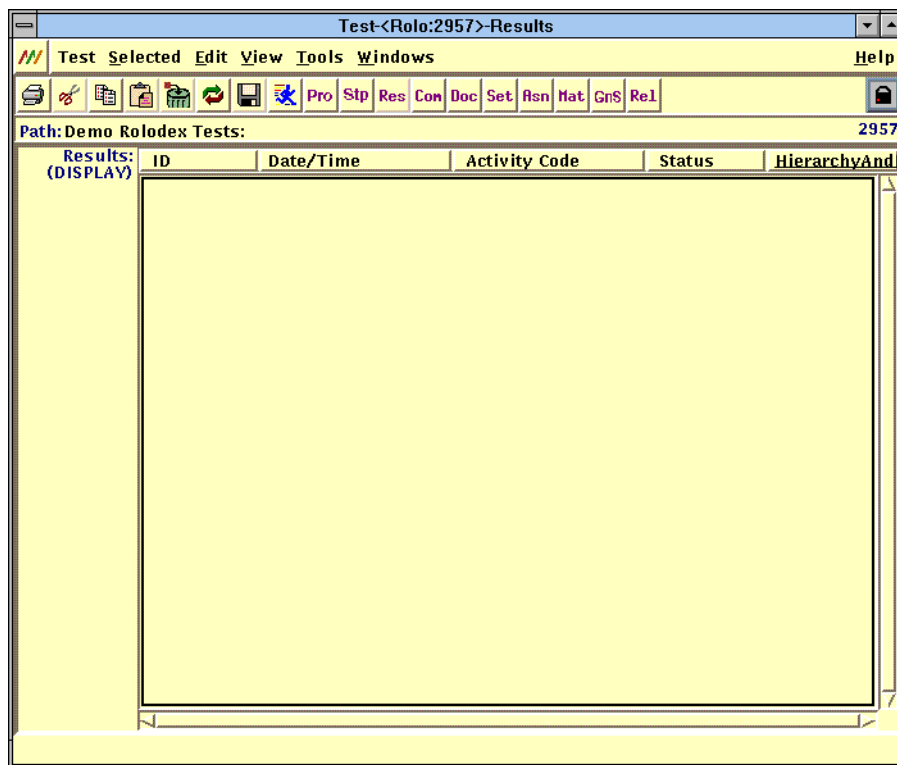 Test-<Rolo:2957>-Results
Test Selected Edit View Tools Windows Help
Pro Stp Res Com Doc Set Asn Mat GnS Rel
Path: Demo Rolodex Tests: 2957
Results: ID Date/Time Activity Code Status HierarchyAnd
(DISPLAY)